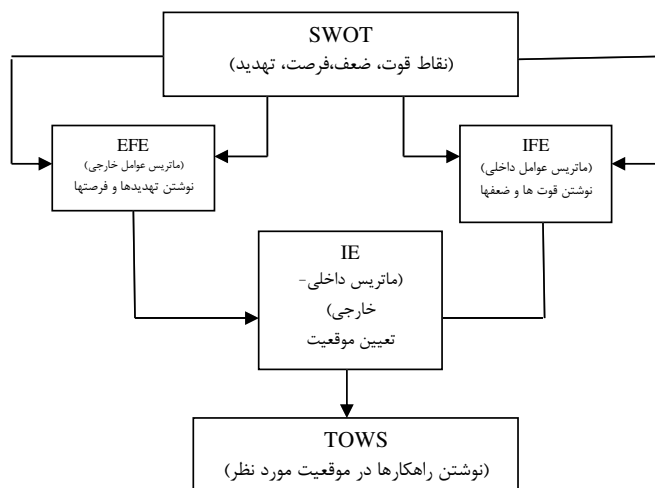 SWOT
(نقاط قوت، ضعف،فرصت، تهدید)
EFE
(ماتریس عوامل خارجی)
نوشتن تهدیدها و فرصتها
IFE
(ماتریس عوامل داخلی)
نوشتن قوت ها و ضعفها
IE
(ماتریس داخلی-
خارجی)
تعیین موقعیت
TOWS
(نوشتن راهکارها در موقعیت مورد نظر)